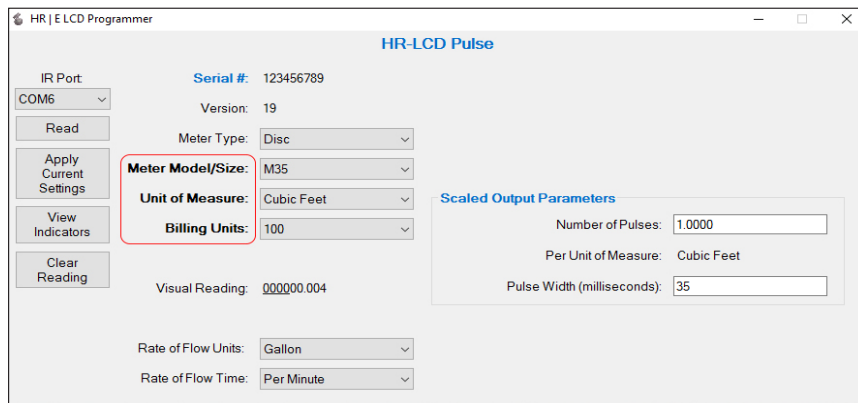 HR | E LCD Programmer
HR-LCD Pulse
IR Port
COM6
Read
Apply
Current
Settings
View
Indicators
Clear
Reading
Serial #: 123456789
Version: 19
Meter Type: Disc
Meter Model/Size: M35
Unit of Measure: Cubic Feet
Billing Units: 100
Visual Reading: 000000.004
Rate of Flow Units: Gallon
Rate of Flow Time: Per Minute
Scaled Output Parameters
Number of Pulses: 1.0000
Per Unit of Measure: Cubic Feet
Pulse Width (milliseconds): 35